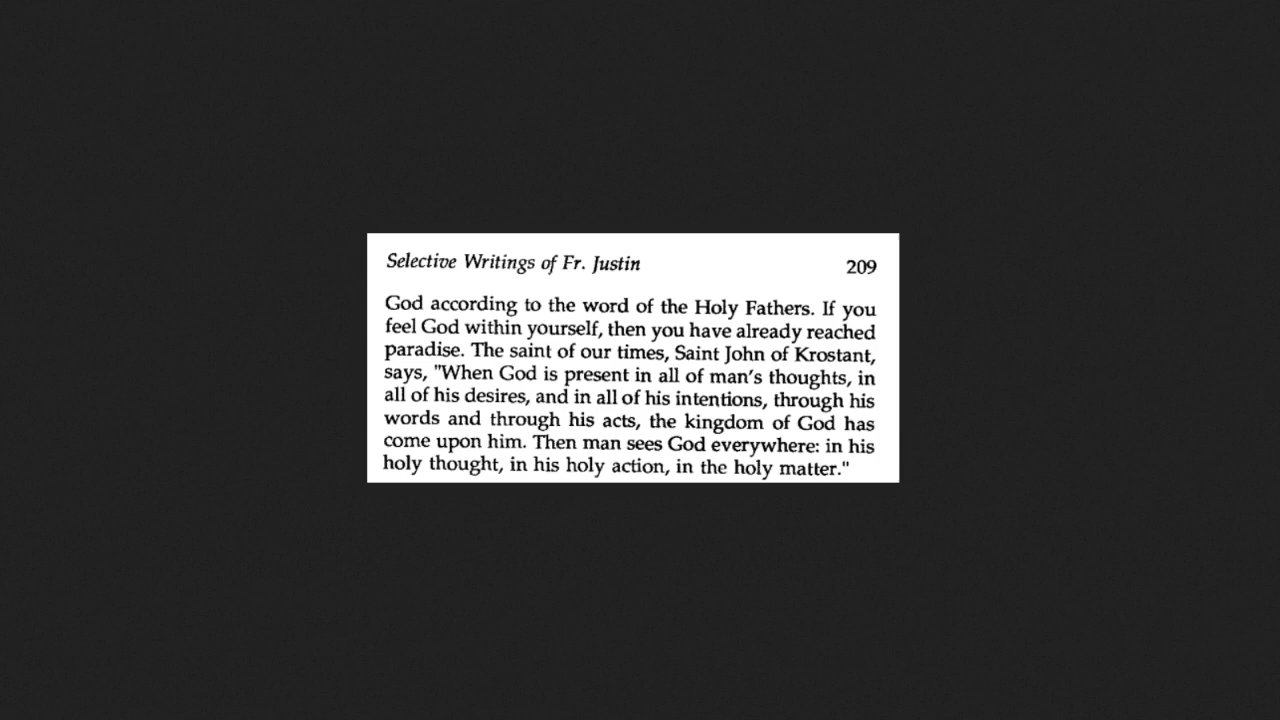 Selective Writings of Fr. Justin 209
God according to the word of the Holy Fathers. If you
feel God within yourself, then you have already reached
paradise. The saint of our times, Saint John of Krostant,
says, "When God is present in all of man's thoughts, in
all of his desires, and in all of his intentions, through his
words and through his acts, the kingdom of God has
come upon him. Then man sees God everywhere: in his
holy thought, in his holy action, in the holy matter."